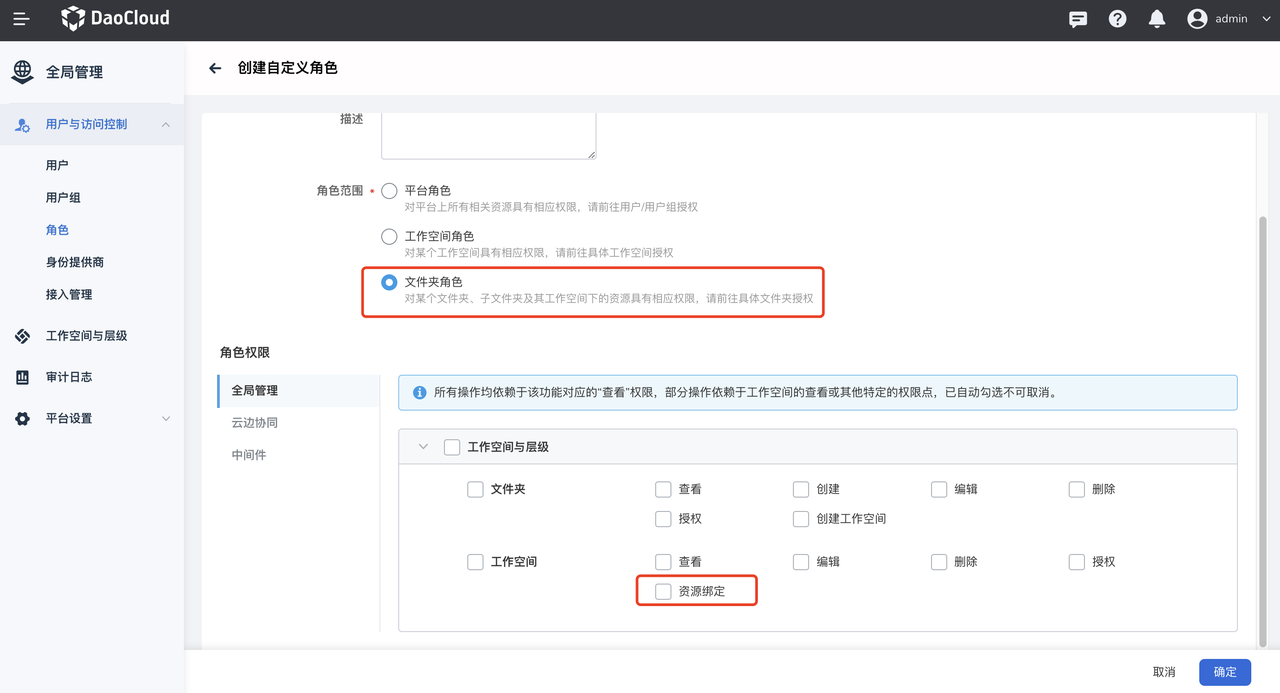 DaoCloud
admin
全局管理
用户与访问控制
用户
用户组
角色
身份提供商
接入管理
工作空间与层级
审计日志
平台设置
创建自定义角色
描述
角色范围 •
平台角色
对平台上所有相关资源具有相应权限，请前往用户/用户组授权
工作空间角色
对某个工作空间具有相应权限，请前往具体工作空间授权
文件夹角色
对某个文件夹、子文件夹及其工作空间下的资源具有相应权限，请前往具体文件夹授权
角色权限
全局管理
云边协同
中间件
所有操作均依赖于该功能对应的“查看”权限，部分操作依赖于工作空间的查看或其他特定的权限点，已自动勾选不可取消。
工作空间与层级
文件夹 查看 创建 编辑 删除
授权 创建工作空间
工作空间 查看 编辑 删除 授权
资源绑定
取消 确定